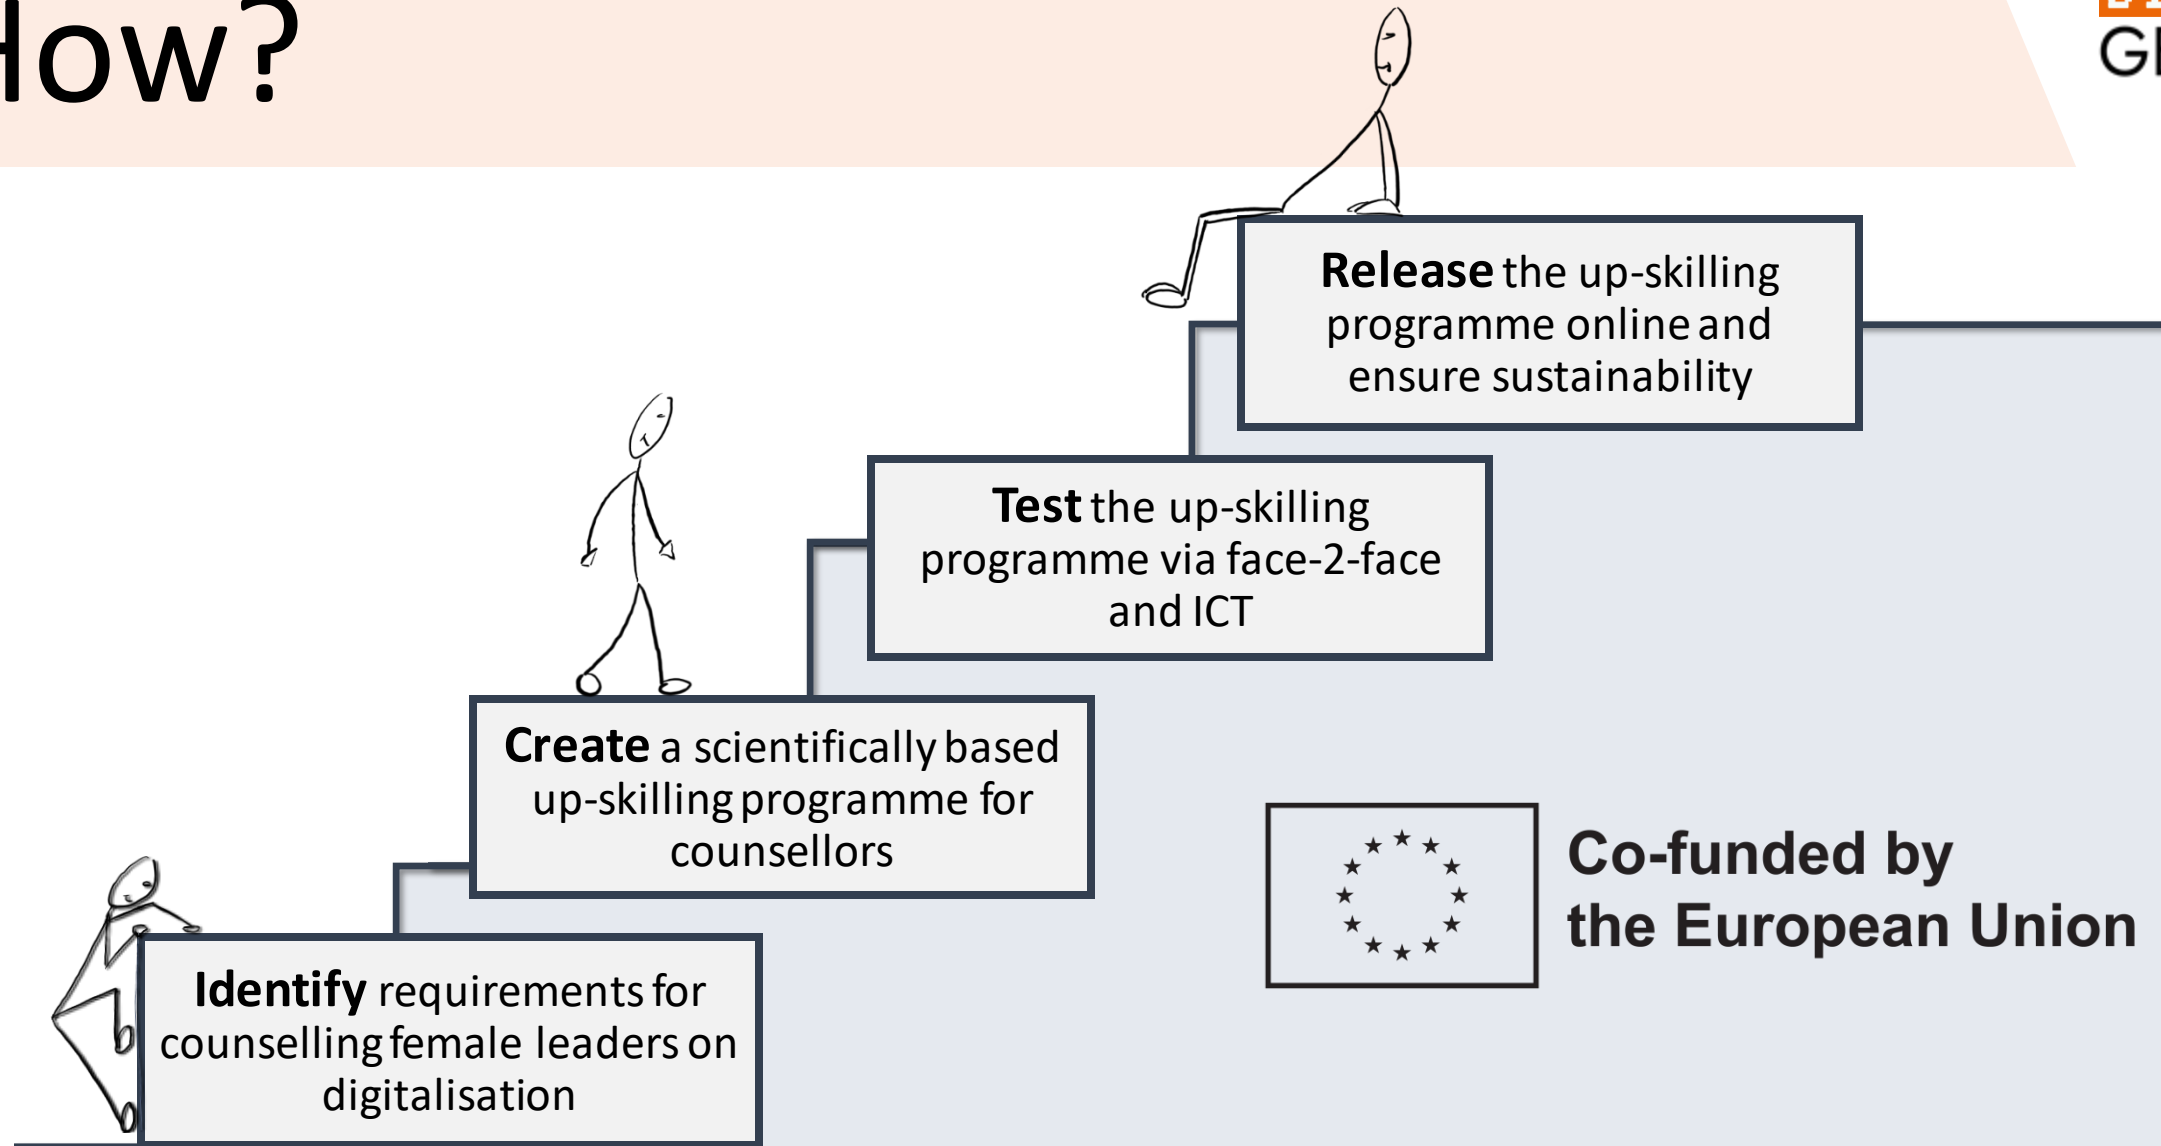 How?
Release the up-skilling
programme online and
ensure sustainability
Test the up-skilling
programme via face-2-face
and ICT
Create a scientifically based
up-skilling programme for
counsellors
Co-funded by
the European Union
Identify requirements for
counselling female leaders on
digitalisation